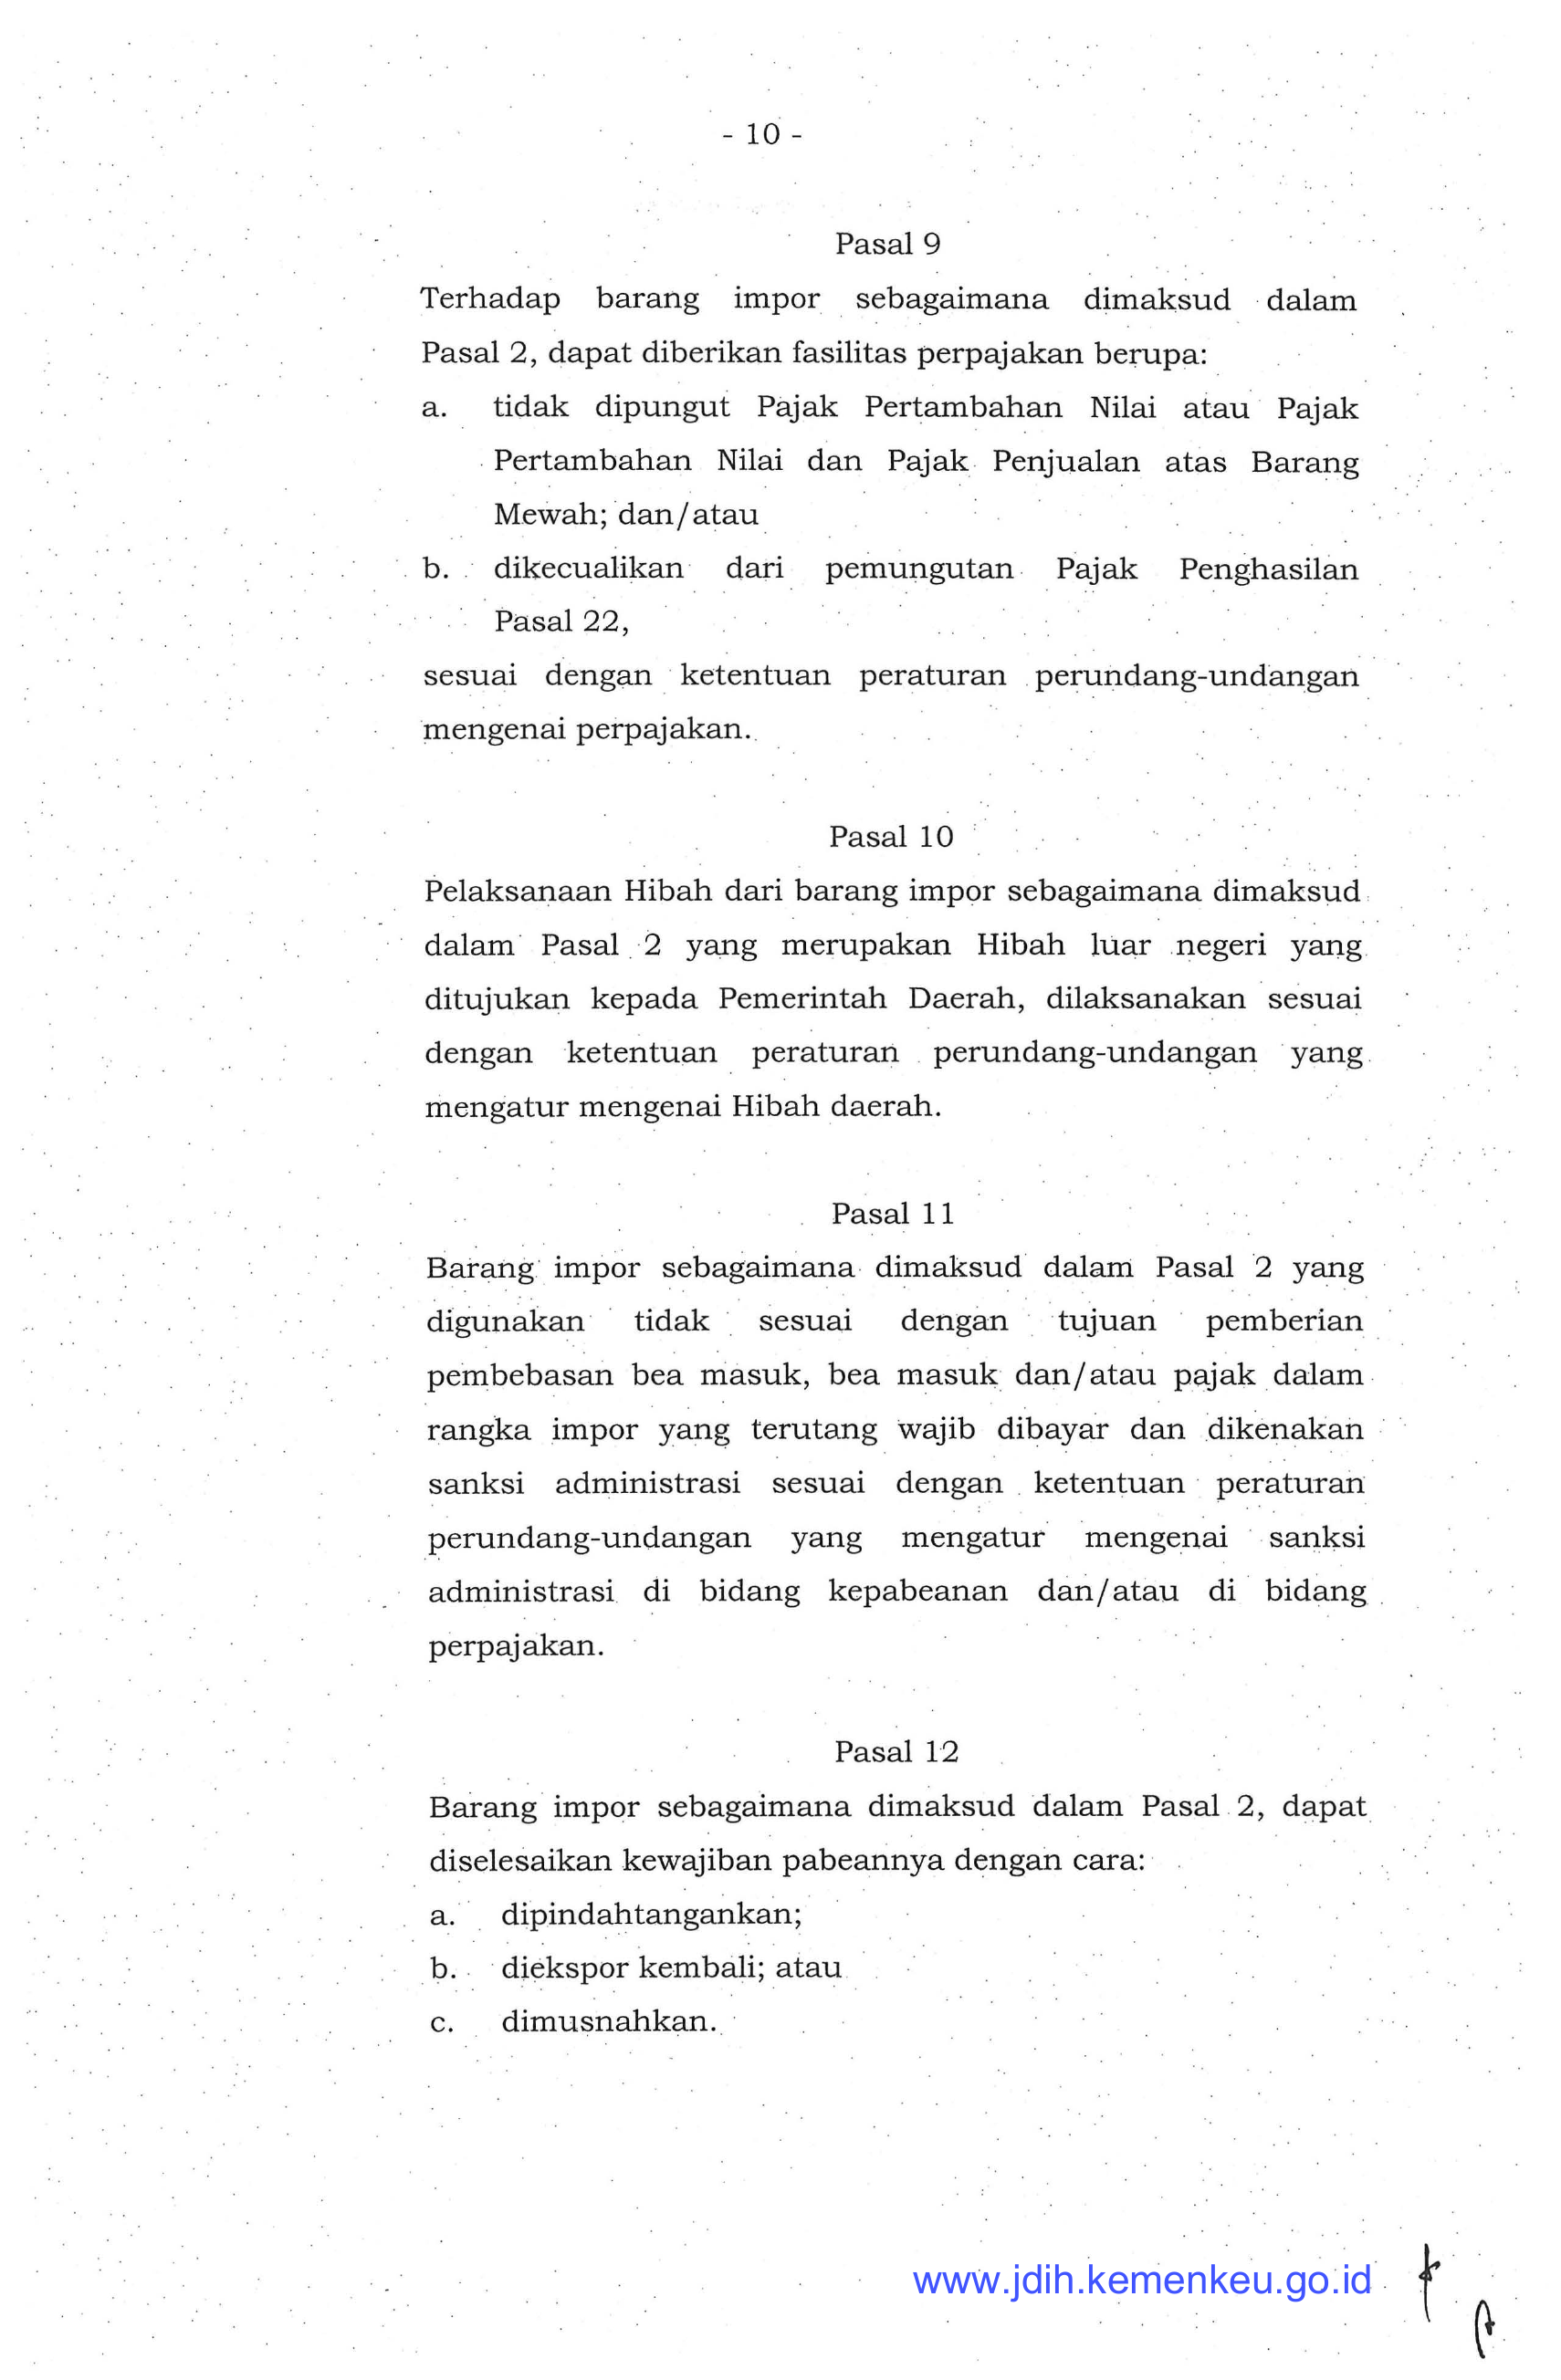 - 10 -
Pasal 9
Terhadap barang impor sebagaimana dimaksud dalam
Pasal 2, dapat diberikan fasilitas perpajakan berupa:
a. tidak dipungut Pajak Pertambahan Nilai atau Pajak
Pertambahan Nilai dan Pajak Penjualan atas Barang
Mewah; dan/atau
b. dikecualikan dari pemungutan Pajak Penghasilan
Pasal 22,
sesuai dengan ketentuan peraturan perundang-undangan
mengenai perpajakan.
Pasal 10
Pelaksanaan Hibah dari barang impor sebagaimana dimaksud
dalam Pasal 2 yang merupakan Hibah luar negeri yang
ditujukan kepada Pemerintah Daerah, dilaksanakan sesuai
dengan ketentuan peraturan perundang-undangan yang
mengatur mengenai Hibah daerah.
Pasal 11
Barang impor sebagaimana dimaksud dalam Pasal 2 yang
digunakan tidak sesuai dengan tujuan pemberian
pembebasan bea masuk, bea masuk dan/atau pajak dalam
rangka impor yang terutang wajib dibayar dan dikenakan
sanksi administrasi sesuai dengan ketentuan peraturan
perundang-undangan yang mengatur mengenai sanksi
administrasi di bidang kepabeanan dan/atau di bidang
perpajakan.
Pasal 12
Barang impor sebagaimana dimaksud dalam Pasal 2, dapat
diselesaikan kewajiban pabeannya dengan cara:
a. dipindahtangankan;
b. diekspor kembali; atau
c. dimusnahkan.
www.jdih.kemenkeu.go.id